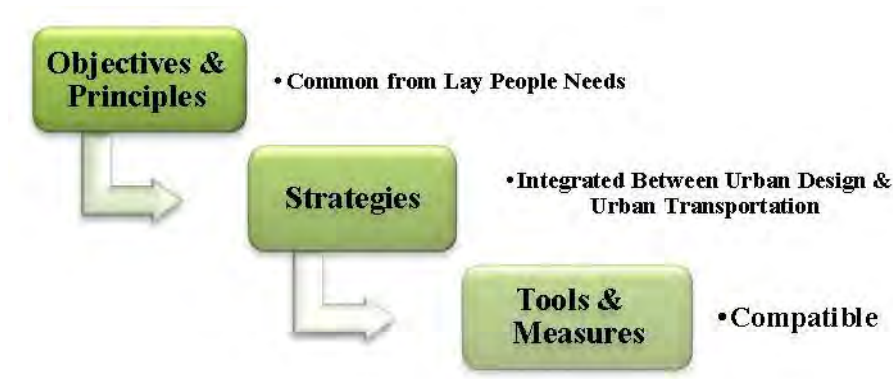 Objectives &
Principles
• Common from Lay People Needs
Strategies
• Integrated Between Urban Design &
Urban Transportation
Tools &
Measures
• Compatible